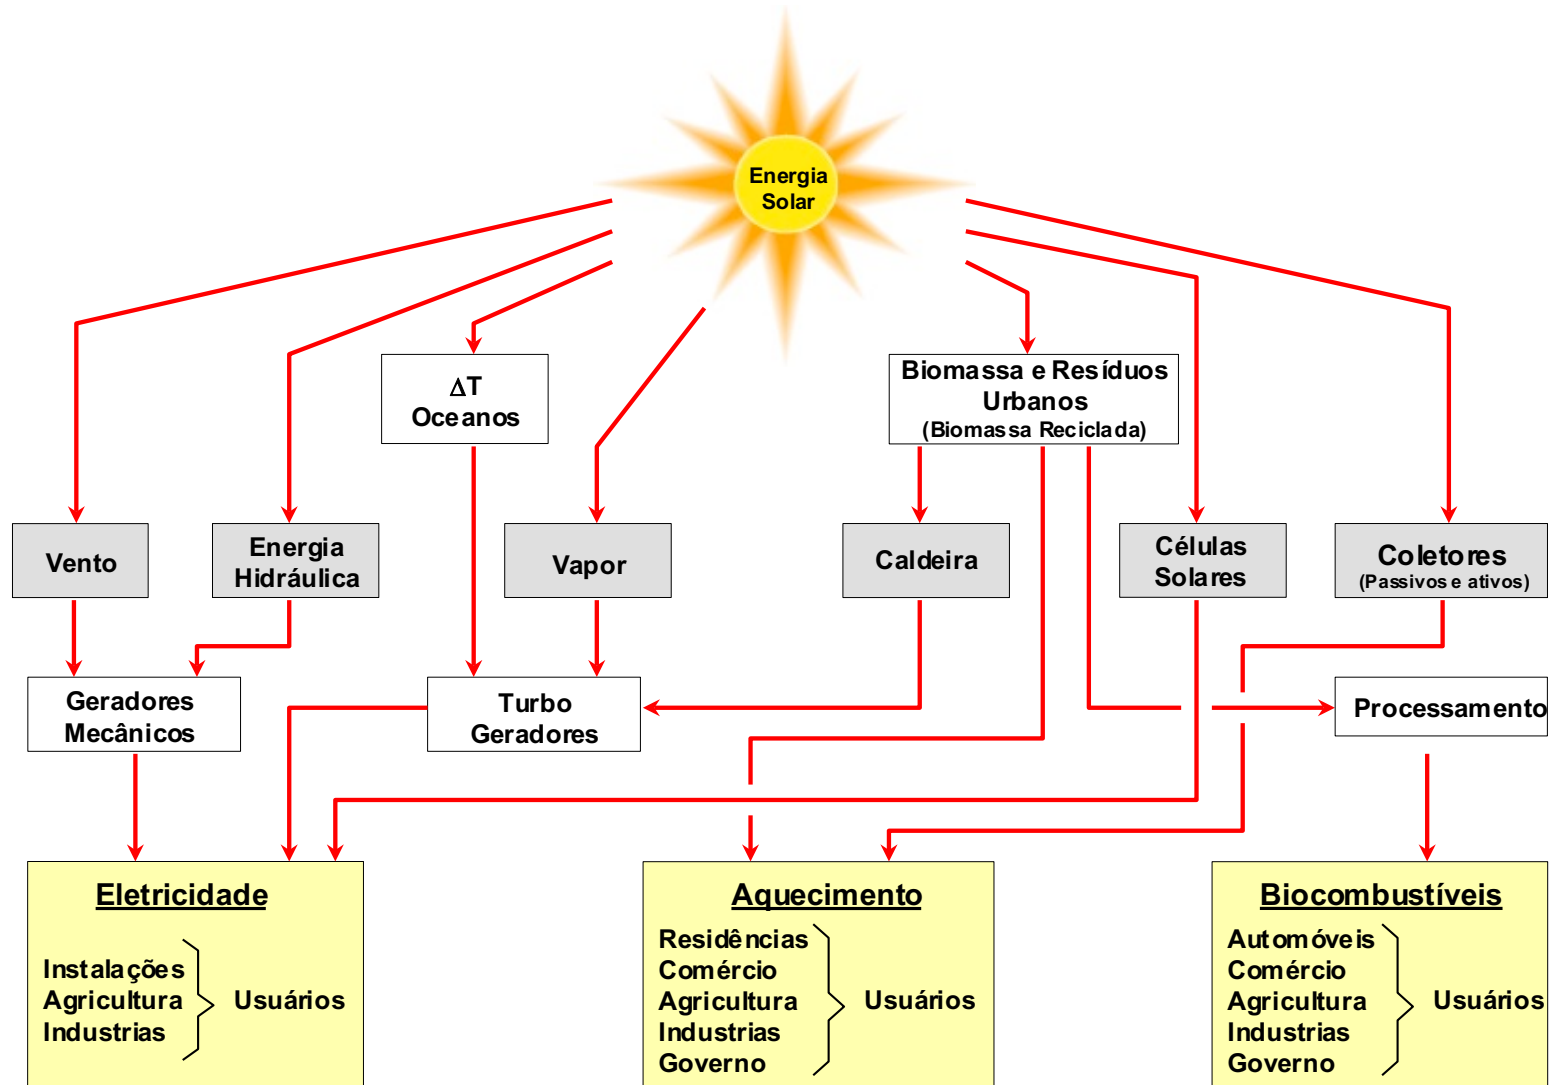 Energia
Solar
ΔT
Oceanos
Biomassa e Resíduos
Urbanos
(Biomassa Reciclada)
Vento
Energia
Hidráulica
Vapor
Caldeira
Células
Solares
Coletores
(Passivos e ativos)
Geradores
Mecânicos
Turbo
Geradores
Processamento
Eletricidade
Instalações
Agricultura
Industrias
Usuários
Aquecimento
Residências
Comércio
Agricultura
Industrias
Governo
Usuários
Biocombustíveis
Automóveis
Comércio
Agricultura
Industrias
Governo
Usuários